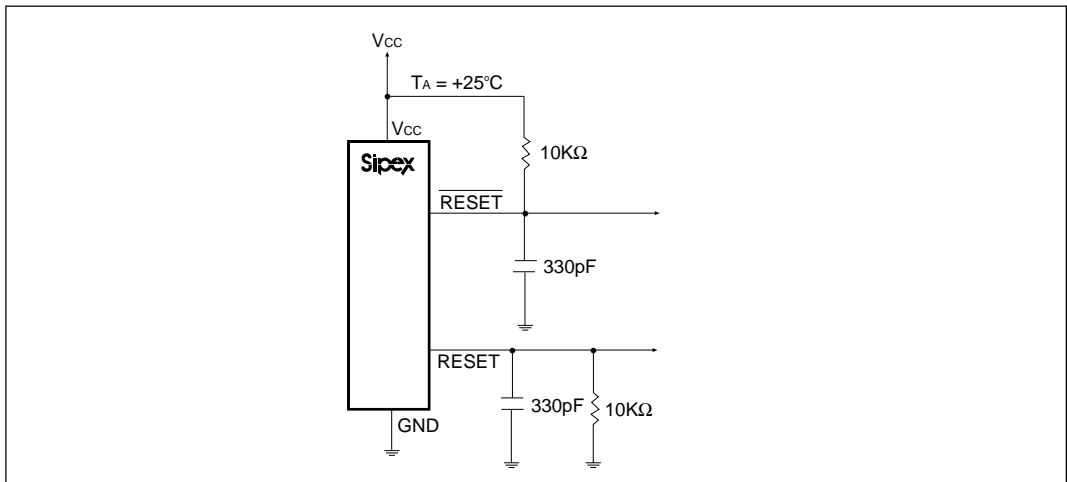 Vcc
TA = +25°C
Vcc
Sipex
10KΩ
RESET
330pF
RESET
330pF 10KΩ
GND